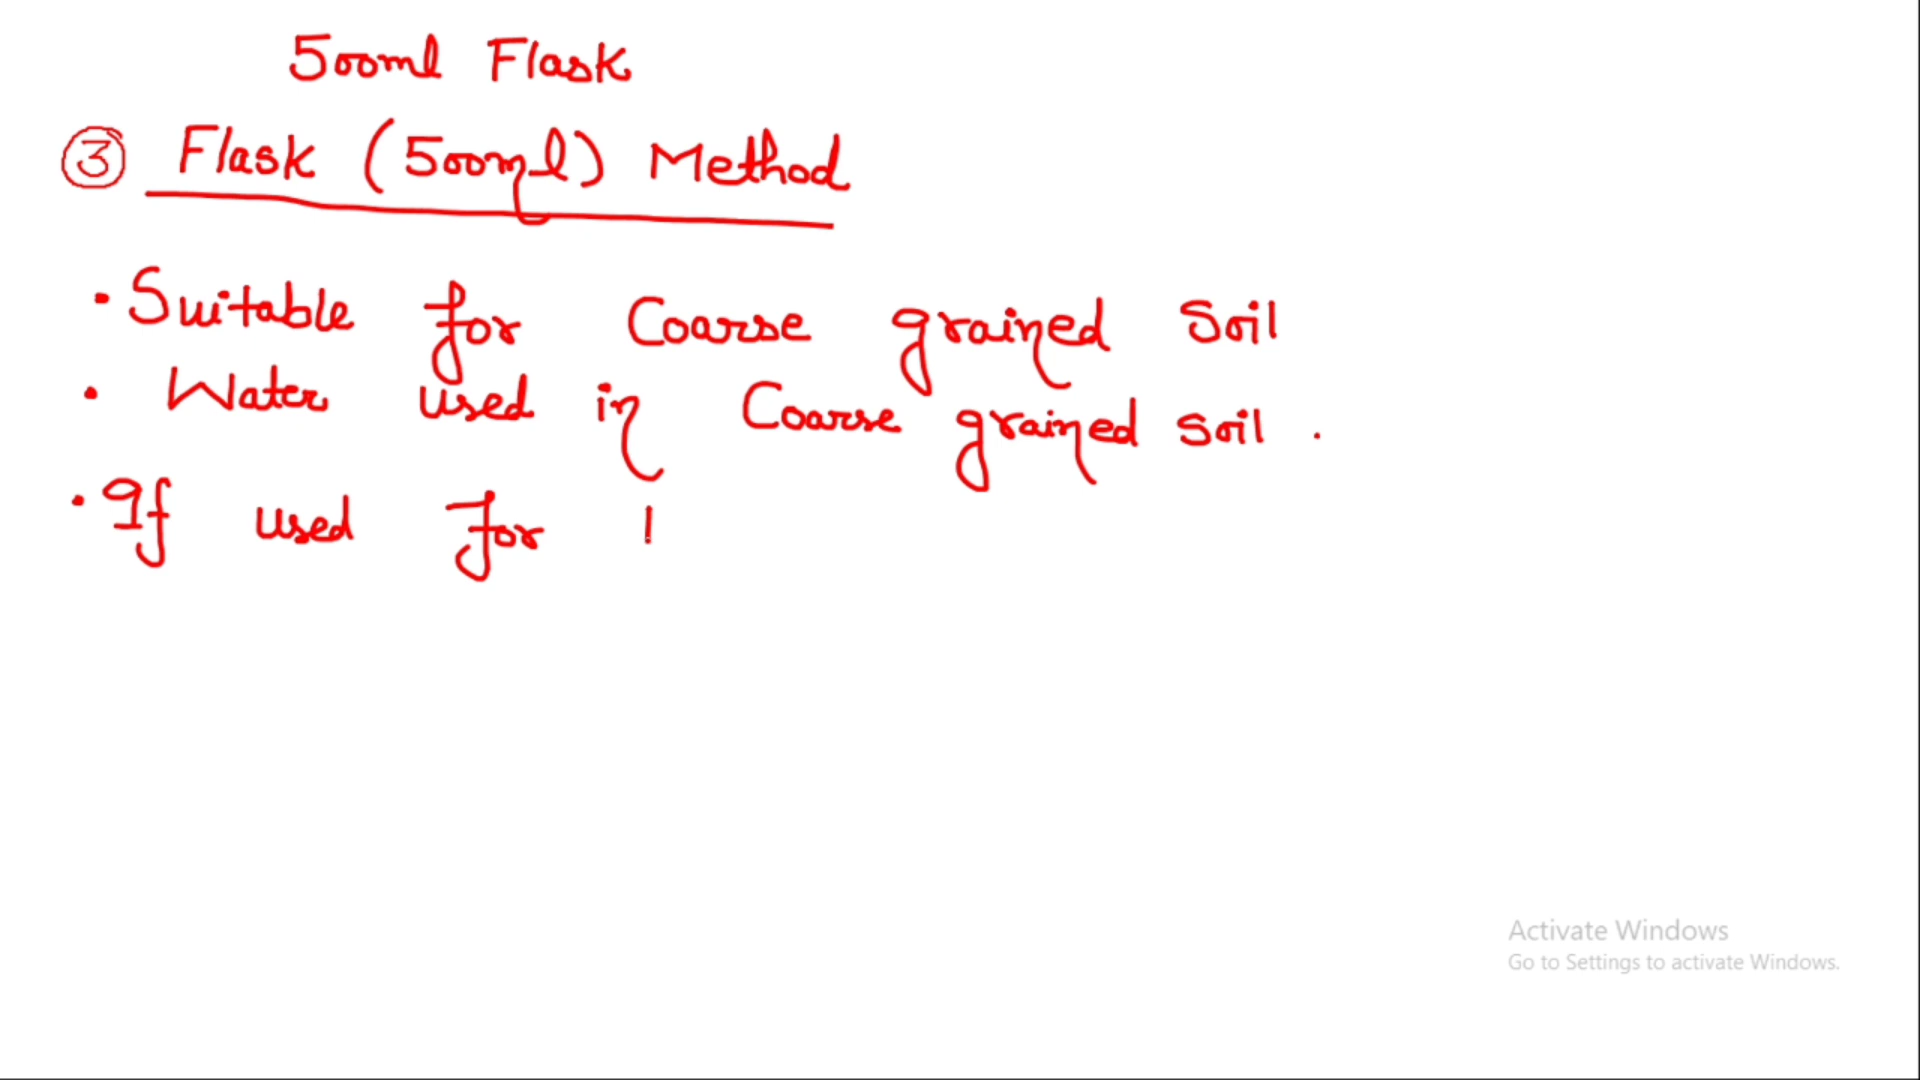 500ml Flask
③ Flask (500ml) Method
• Suitable for Coarse grained Soil
• Water used in Coarse grained soil .
• If used for
Activate Windows
Go to Settings to activate Windows.